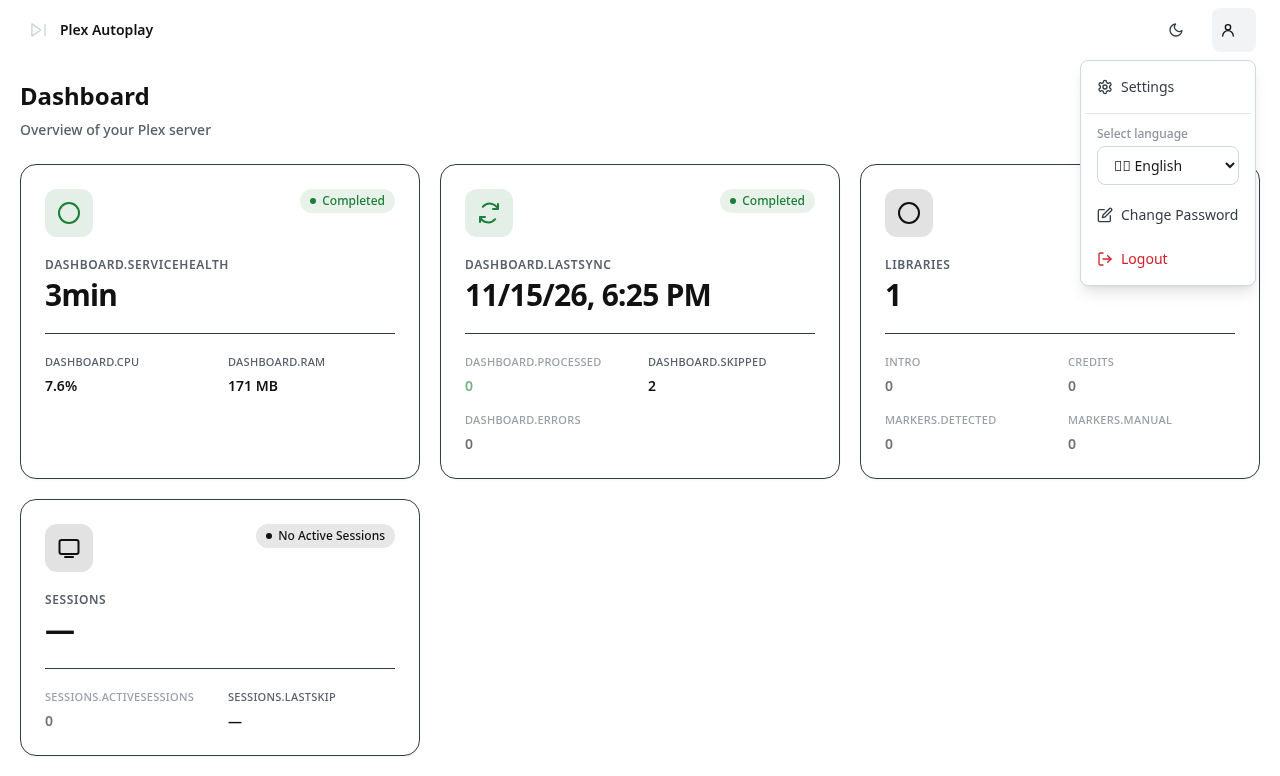 Plex Autoplay
Settings
Select language
English
Change Password
Logout
Dashboard
Overview of your Plex server
Completed
DASHBOARD.SERVICEHEALTH
3min
DASHBOARD.CPU
DASHBOARD.RAM
7.6%
171 MB
Completed
DASHBOARD.LASTSYNC
11/15/26, 6:25 PM
DASHBOARD.PROCESSED
DASHBOARD.SKIPPED
0
2
DASHBOARD.ERRORS
0
LIBRARIES
1
INTRO
CREDITS
0
0
MARKERS.DETECTED
MARKERS.MANUAL
0
0
No Active Sessions
SESSIONS
—
SESSIONS.ACTIVESESSIONS
SESSIONS.LASTSKIP
0
—